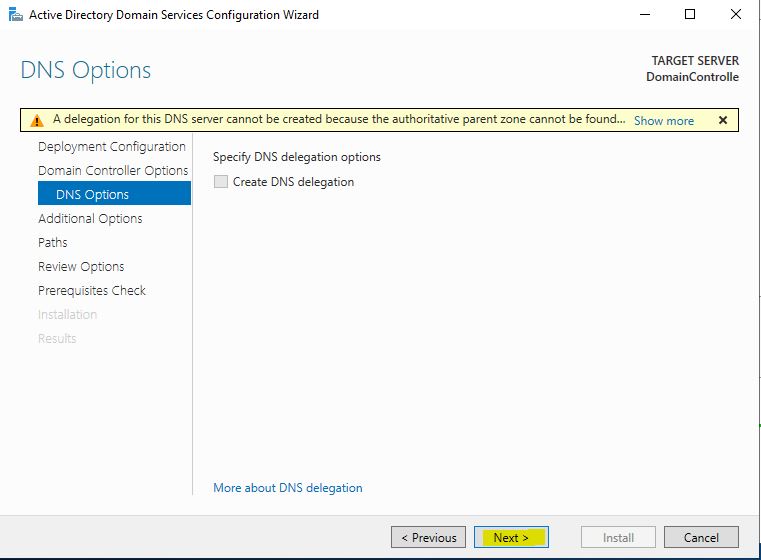 Active Directory Domain Services Configuration Wizard
DNS Options
TARGET SERVER
DomainControlle
A delegation for this DNS server cannot be created because the authoritative parent zone cannot be found... Show more
Deployment Configuration
Domain Controller Options
DNS Options
Additional Options
Paths
Review Options
Prerequisites Check
Installation
Results
Specify DNS delegation options
Create DNS delegation
More about DNS delegation
< Previous
Next >
Install
Cancel